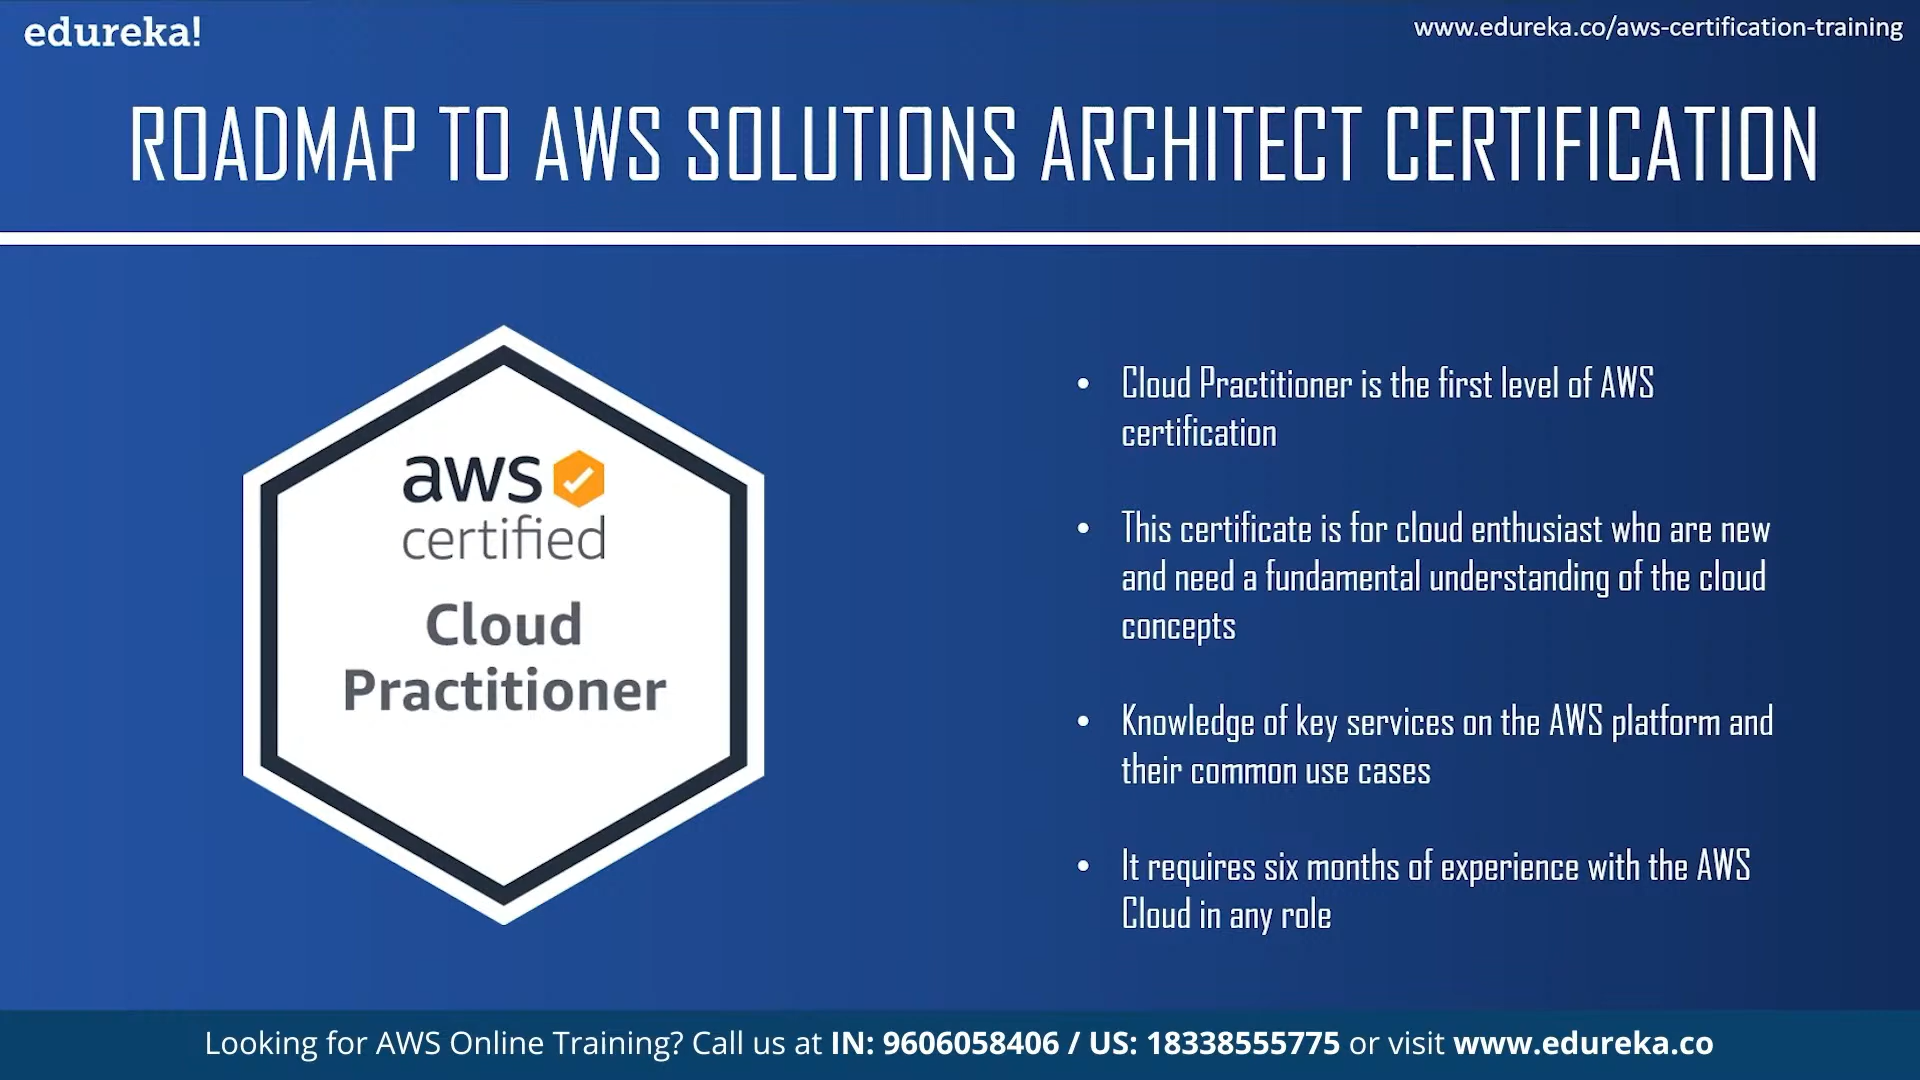 edureka!
www.edureka.co/aws-certification-training
ROADMAP TO AWS SOLUTIONS ARCHITECT CERTIFICATION
aws
certified
Cloud
Practitioner
• Cloud Practitioner is the first level of AWS
certification
• This certificate is for cloud enthusiast who are new
and need a fundamental understanding of the cloud
concepts
• Knowledge of key services on the AWS platform and
their common use cases
• It requires six months of experience with the AWS
Cloud in any role
Looking for AWS Online Training? Call us at IN: 9606058406 / US: 18338555775 or visit www.edureka.co